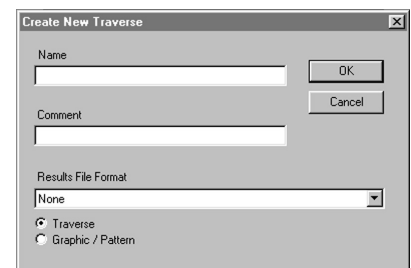 Create New Traverse
Name
OK
Cancel
Comment
Results File Format
None
Traverse
Graphic / Pattern